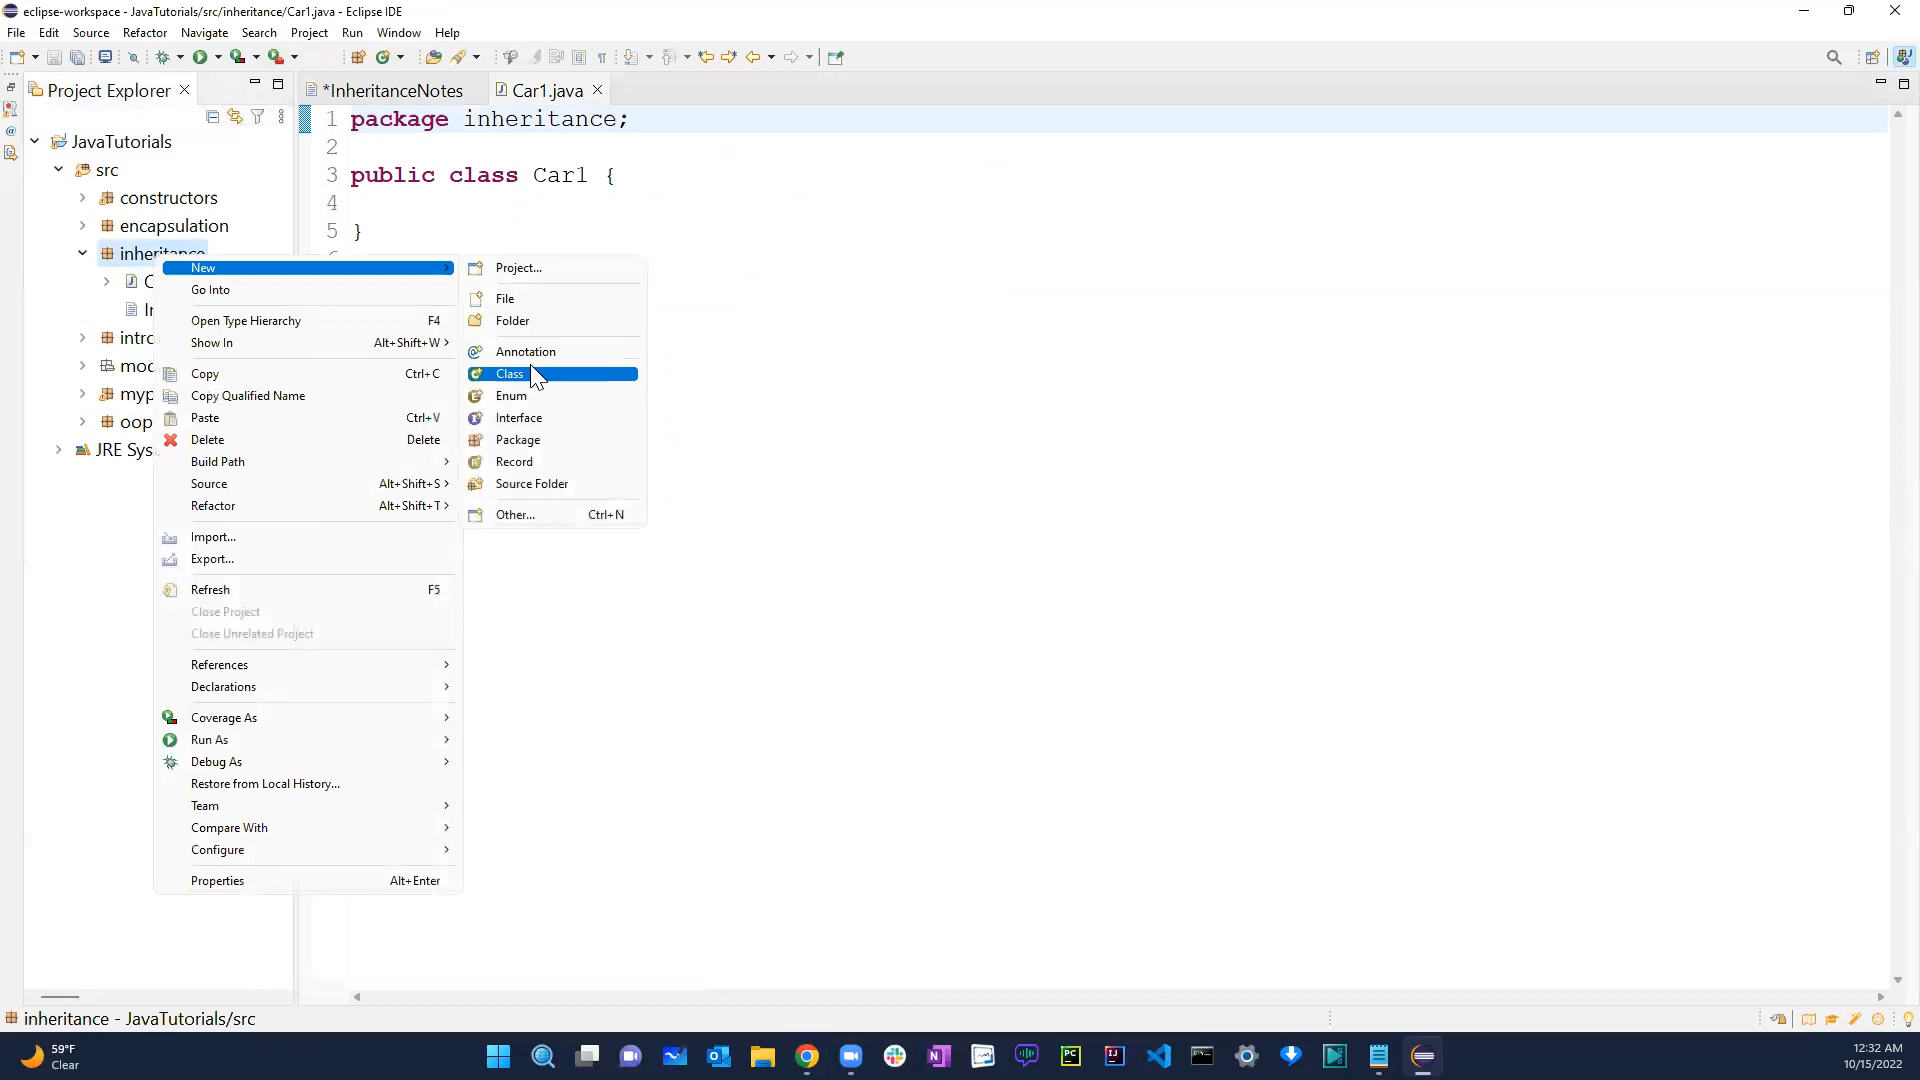 eclipse-workspace - JavaTutorials/src/inheritance/Car1.java - Eclipse IDE
File Edit Source Refactor Navigate Search Project Run Window Help
Project Explorer
*InheritanceNotes
Car1.java
JavaTutorials
src
constructors
encapsulation
inheritance
JRE Sys
1 package inheritance;
2
3 public class Car1 {
4
5 }
New
Go Into
Open Type Hierarchy F4
Show In Alt+Shift+W >
Copy Ctrl+C
Copy Qualified Name
Paste Ctrl+V
Delete Delete
Build Path >
Source Alt+Shift+S >
Refactor Alt+Shift+T >
Import...
Export...
Refresh F5
Close Project
Close Unrelated Project
References >
Declarations >
Coverage As >
Run As >
Debug As >
Restore from Local History...
Team >
Compare With >
Configure >
Properties Alt+Enter
Project...
File
Folder
Annotation
Class
Enum
Interface
Package
Record
Source Folder
Other... Ctrl+N
inheritance - JavaTutorials/src
59°F
Clear
12:32 AM
10/15/2022